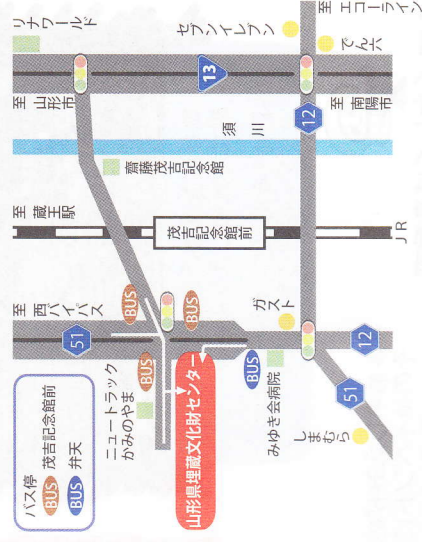 至 エコーライン
リナワールド
セブンイレブン
でん六
13
至 山形市
至 南陽市
12
須 川
齋藤茂吉記念館
至 蔵王駅
茂吉記念館前
JR
至 西バイパス
ガスト
BUS
BUS
51
12
BUS
BUS
ニュートラック
かみのやま
山形県埋蔵文化財センター
みゆき会病院
51
しまむら
バス停
BUS 茂吉記念館前
BUS 弁天